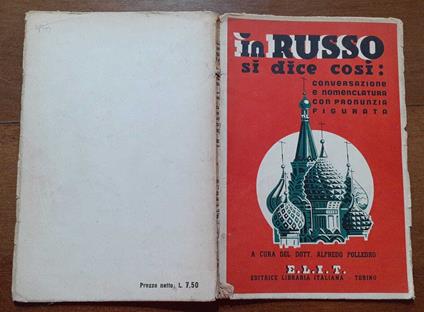 in RUSSO
si dice così:
CONVERSAZIONE
E NOMENCLATURA
CON PRONUNZIA
FIGURATA
A CURA DEL DOTT. ALFREDO POLLEDRO
E.L.I.T.
EDITRICE LIBRARIA ITALIANA - TORINO
Prezzo netto, L. 7,50